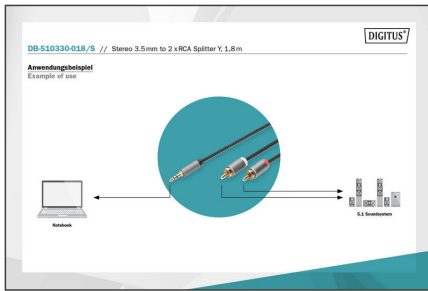 DIGITUS®
DB-510330-018/S // Stereo 3.5mm to 2 xRCA Splitter Y, 1,8m
Anwendungsbeispiel
Example of use
Notebook
5.1 Soundsystem